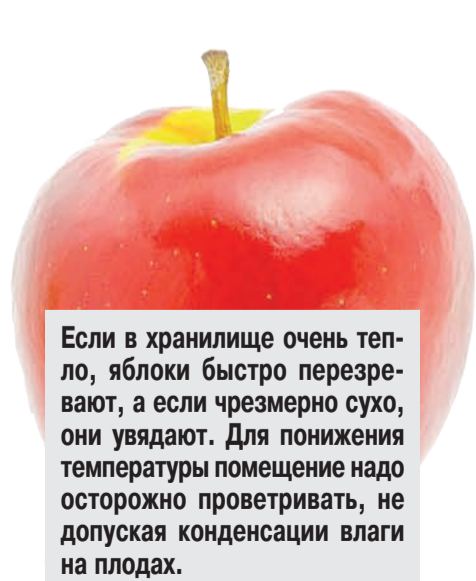 Если в хранилище очень теп-
ло, яблоки быстро перезре-
вают, а если чрезмерно сухо,
они увядают. Для понижения
температуры помещение надо
осторожно проветривать, не
допуская конденсации влаги
на плодах.